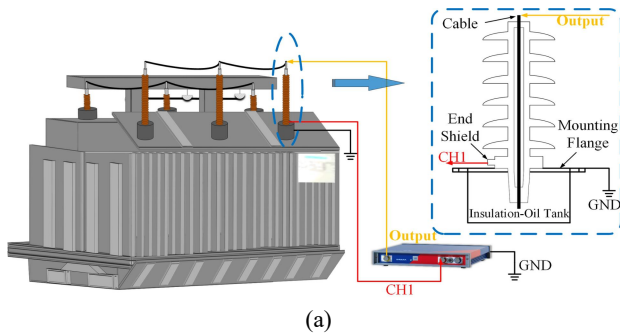 Cable
Output
End
Shield
CH1
Mounting
Flange
GND
Insulation-Oil Tank
Output
CH1
GND
(a)